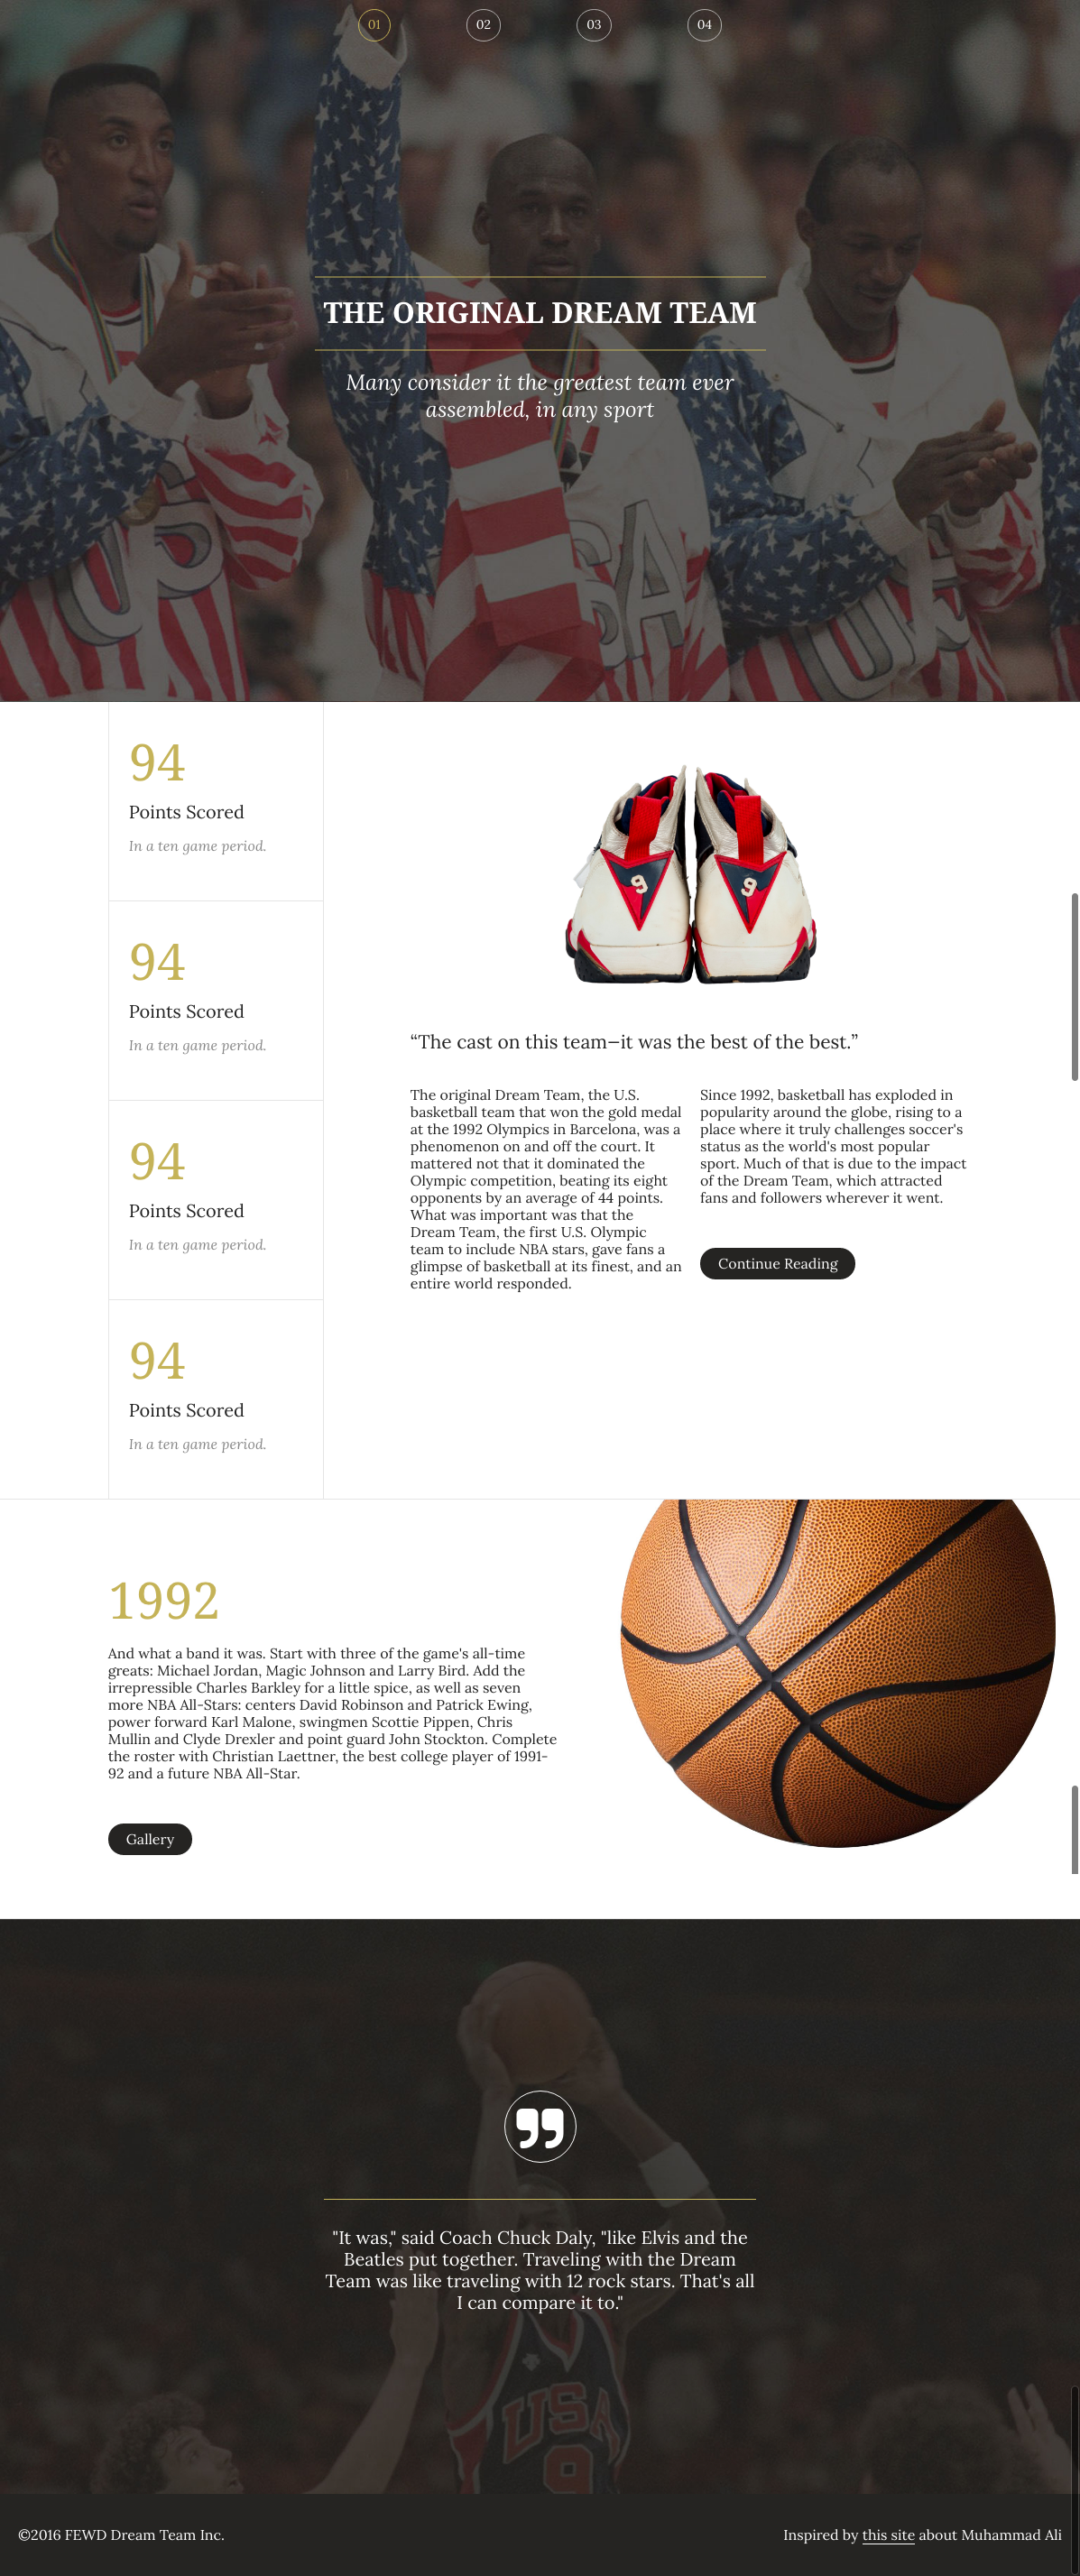 01 02 03 04
THE ORIGINAL DREAM TEAM
Many consider it the greatest team ever
assembled, in any sport
94
Points Scored
In a ten game period.
94
Points Scored
In a ten game period.
94
Points Scored
In a ten game period.
94
Points Scored
In a ten game period.
9 9
“The cast on this team—it was the best of the best.”
The original Dream Team, the U.S.
basketball team that won the gold medal
at the 1992 Olympics in Barcelona, was a
phenomenon on and off the court. It
mattered not that it dominated the
Olympic competition, beating its eight
opponents by an average of 44 points.
What was important was that the
Dream Team, the first U.S. Olympic
team to include NBA stars, gave fans a
glimpse of basketball at its finest, and an
entire world responded.
Since 1992, basketball has exploded in
popularity around the globe, rising to a
place where it truly challenges soccer's
status as the world's most popular
sport. Much of that is due to the impact
of the Dream Team, which attracted
fans and followers wherever it went.
Continue Reading
1992
And what a band it was. Start with three of the game's all-time
greats: Michael Jordan, Magic Johnson and Larry Bird. Add the
irrepressible Charles Barkley for a little spice, as well as seven
more NBA All-Stars: centers David Robinson and Patrick Ewing,
power forward Karl Malone, swingmen Scottie Pippen, Chris
Mullin and Clyde Drexler and point guard John Stockton. Complete
the roster with Christian Laettner, the best college player of 1991-
92 and a future NBA All-Star.
Gallery
"It was," said Coach Chuck Daly, "like Elvis and the
Beatles put together. Traveling with the Dream
Team was like traveling with 12 rock stars. That's all
I can compare it to."
USA
9
©2016 FEWD Dream Team Inc.
Inspired by this site about Muhammad Ali